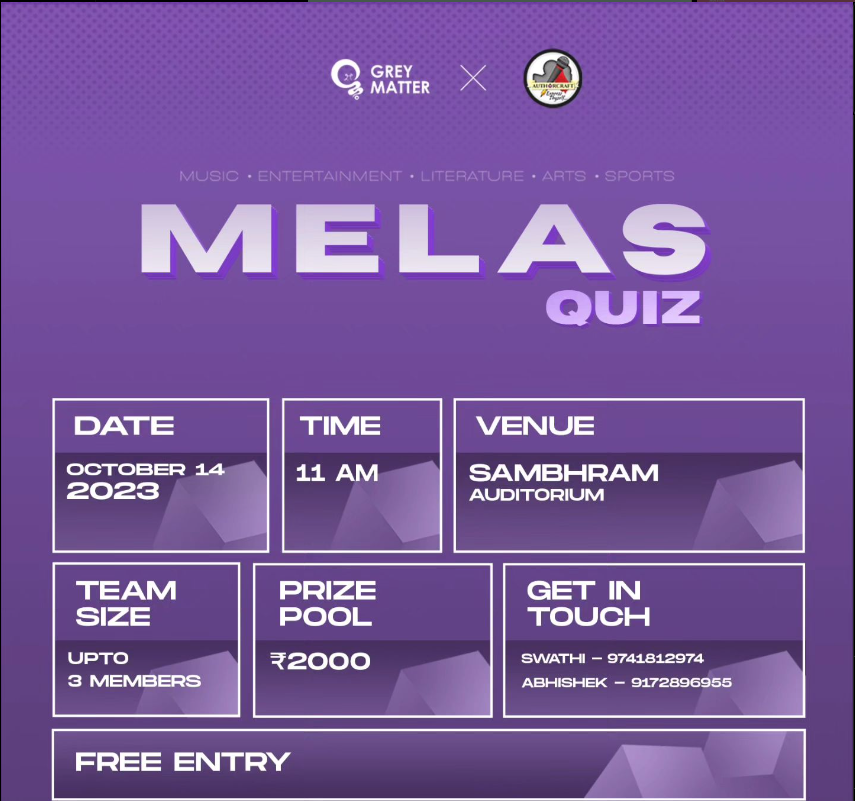 GREY
MATTER
AUTHORCRAFT
MUSIC • ENTERTAINMENT • LITERATURE • ARTS • SPORTS
MELAS
QUIZ
DATE
OCTOBER 14
2023
TIME
11 AM
VENUE
SAMBHRAM
AUDITORIUM
TEAM
SIZE
UPTO
3 MEMBERS
PRIZE
POOL
₹2000
GET IN
TOUCH
SWATHI – 9741812974
ABHISHEK – 9172896955
FREE ENTRY